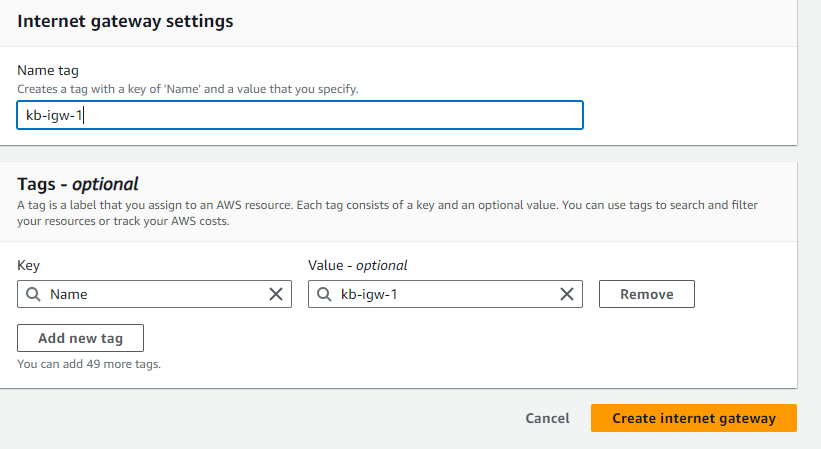 Internet gateway settings
Name tag
Creates a tag with a key of 'Name' and a value that you specify.
kb-igw-1
Tags - optional
A tag is a label that you assign to an AWS resource. Each tag consists of a key and an optional value. You can use tags to search and filter
your resources or track your AWS costs.
Key
Value - optional
Name
kb-igw-1
Remove
Add new tag
You can add 49 more tags.
Cancel
Create internet gateway